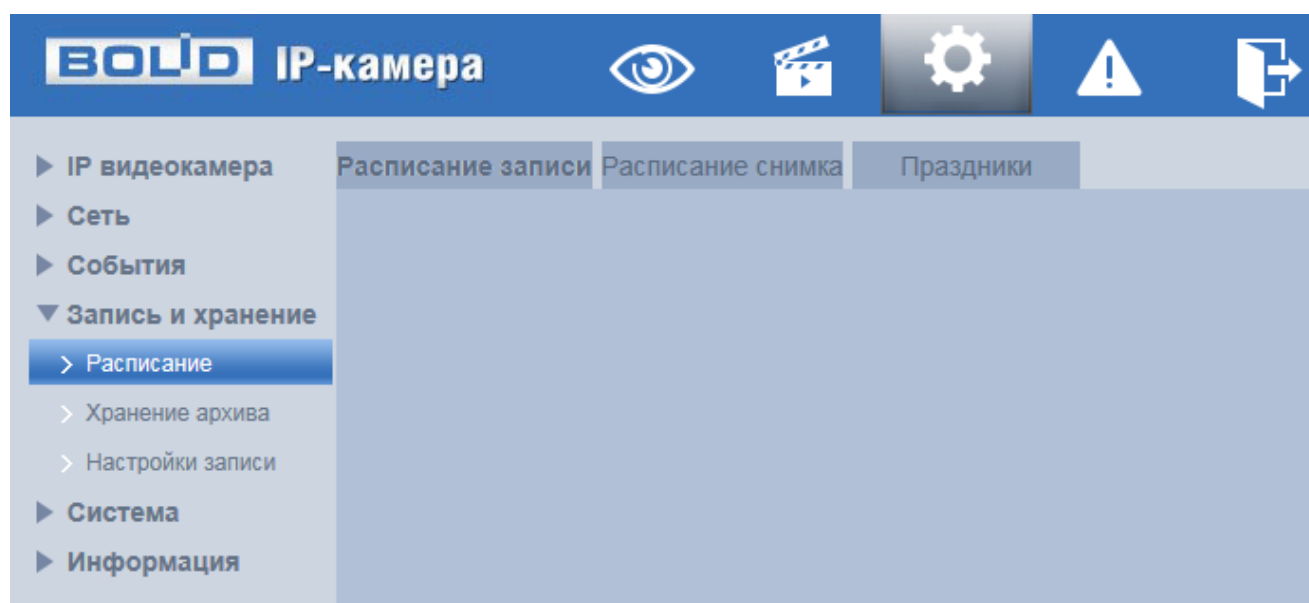 BOLID IP-камера
IP видеокамера
Сеть
События
Запись и хранение
Расписание
Хранение архива
Настройки записи
Система
Информация
Расписание записи Расписание снимка Праздники